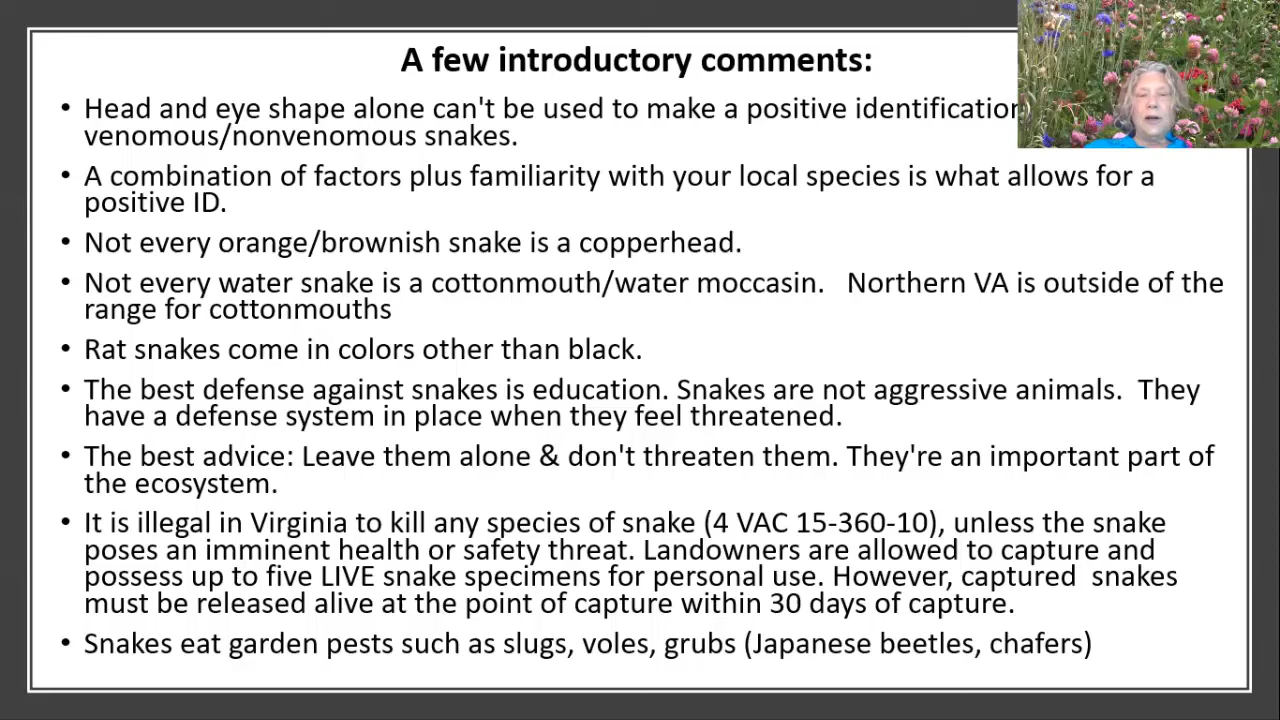 A few introductory comments:
• Head and eye shape alone can't be used to make a positive identification
venomous/nonvenomous snakes.
• A combination of factors plus familiarity with your local species is what allows for a
positive ID.
• Not every orange/brownish snake is a copperhead.
• Not every water snake is a cottonmouth/water moccasin.   Northern VA is outside of the
range for cottonmouths
• Rat snakes come in colors other than black.
• The best defense against snakes is education. Snakes are not aggressive animals.  They
have a defense system in place when they feel threatened.
• The best advice: Leave them alone & don't threaten them. They're an important part of
the ecosystem.
• It is illegal in Virginia to kill any species of snake (4 VAC 15-360-10), unless the snake
poses an imminent health or safety threat. Landowners are allowed to capture and
possess up to five LIVE snake specimens for personal use. However, captured  snakes
must be released alive at the point of capture within 30 days of capture.
• Snakes eat garden pests such as slugs, voles, grubs (Japanese beetles, chafers)